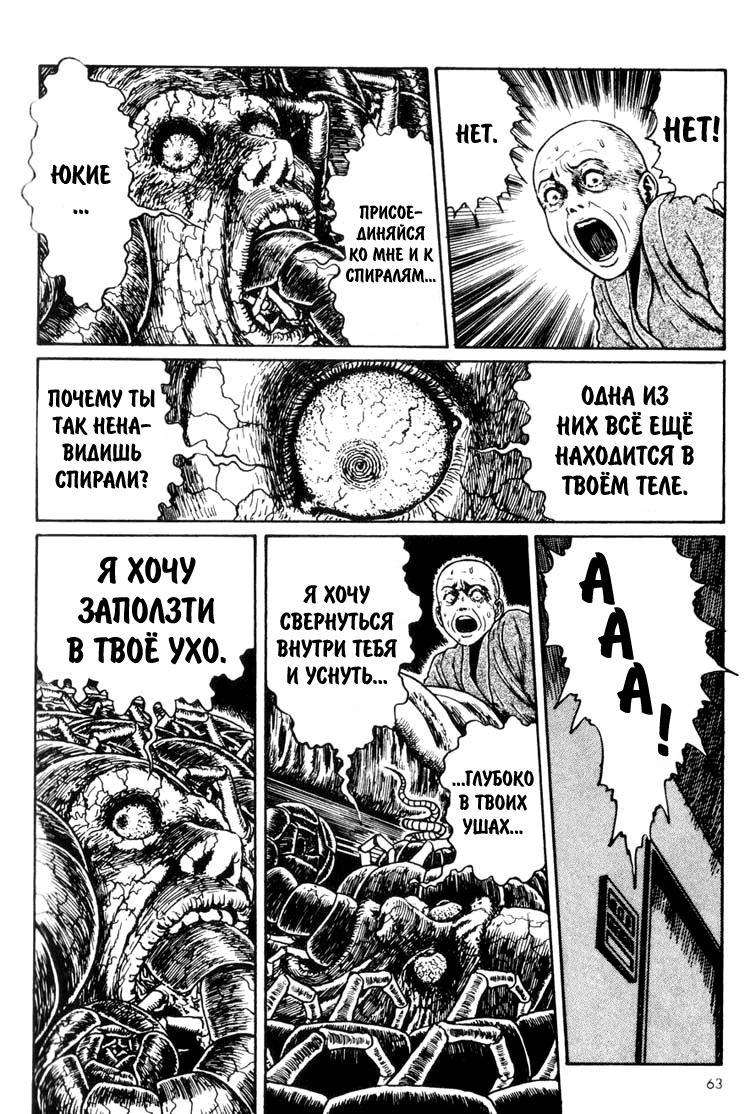 ЮКИЕ
...
ПРИСОЕ-
ДИНЯЙСЯ
КО МНЕ И К
СПИРАЛЯМ...
НЕТ.
НЕТ!
ПОЧЕМУ ТЫ
ТАК НЕНА-
ВИДИШЬ
СПИРАЛИ?
ОДНА ИЗ
НИХ ВСЁ ЕЩЁ
НАХОДИТСЯ В
ТВОЁМ ТЕЛЕ.
Я ХОЧУ
ЗАПОЛЗТИ
В ТВОЁ УХО.
Я ХОЧУ
СВЕРНУТЬСЯ
ВНУТРИ ТЕБЯ
И УСНУТЬ...
...ГЛУБОКО
В ТВОИХ
УШАХ...
А
А
А!
63